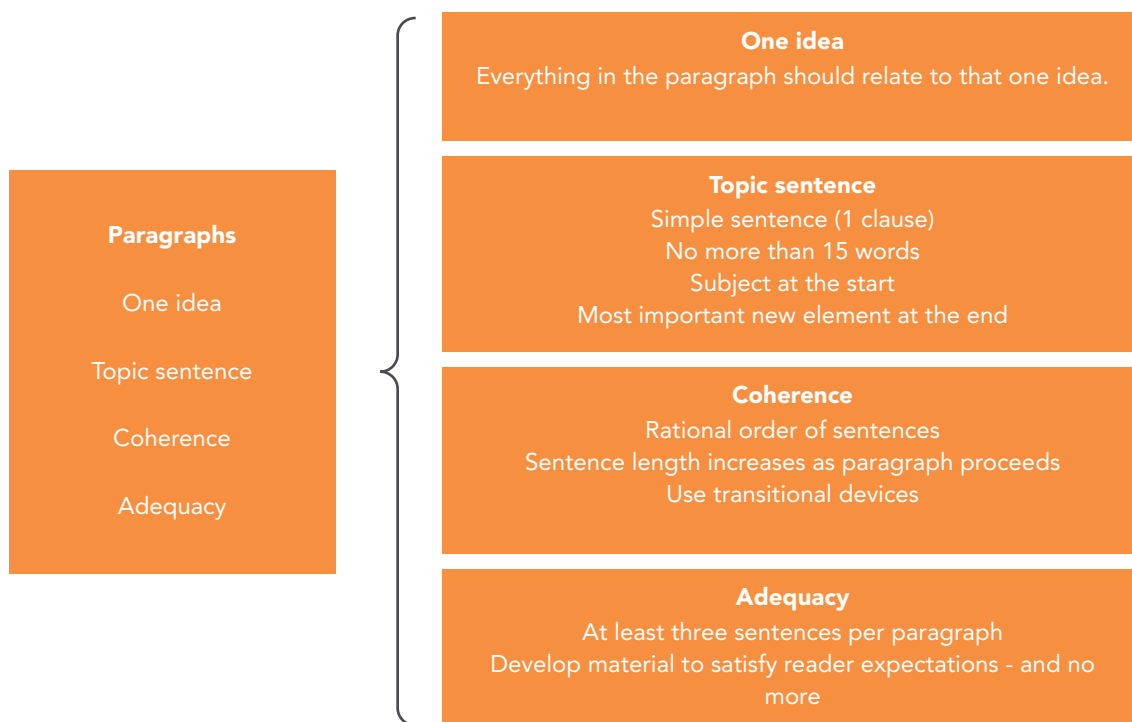 Paragraphs
One idea
Topic sentence
Coherence
Adequacy
One idea
Everything in the paragraph should relate to that one idea.
Topic sentence
Simple sentence (1 clause)
No more than 15 words
Subject at the start
Most important new element at the end
Coherence
Rational order of sentences
Sentence length increases as paragraph proceeds
Use transitional devices
Adequacy
At least three sentences per paragraph
Develop material to satisfy reader expectations - and no
more